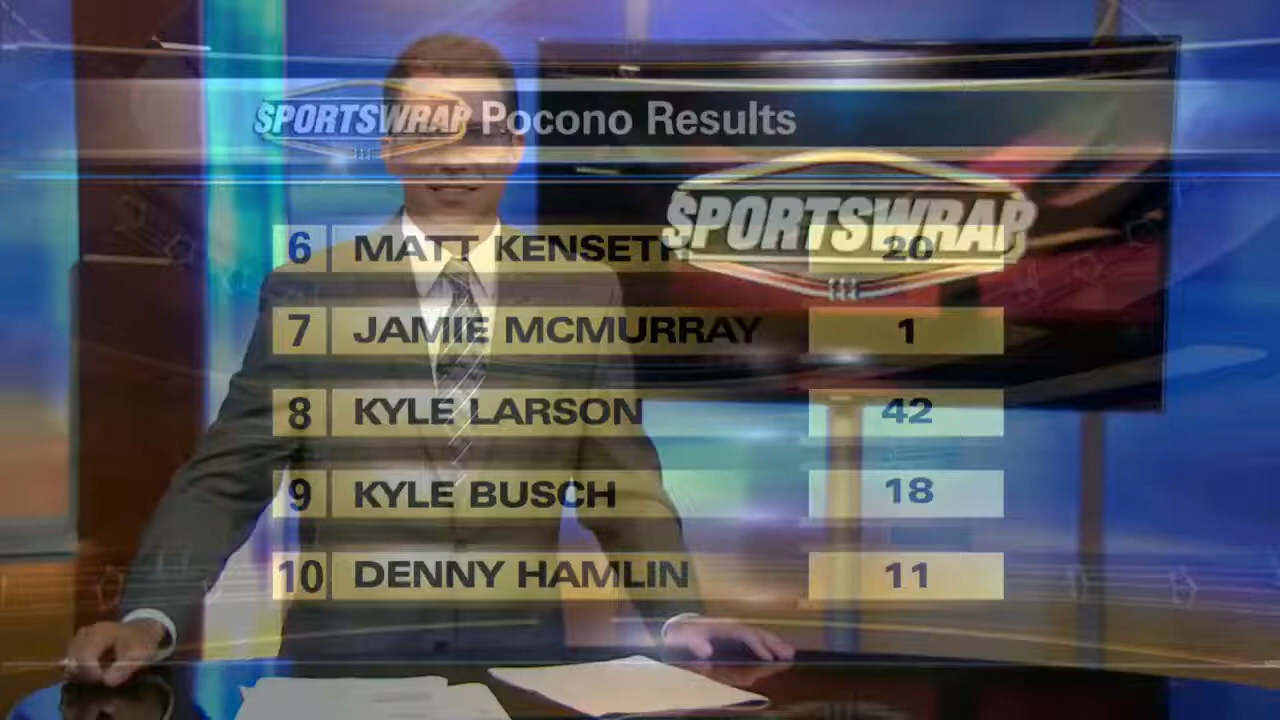 SPORTSWRAP Pocono Results
SPORTSWRAP
6 MATT KENSETH 20
7 JAMIE MCMURRAY 1
8 KYLE LARSON 42
9 KYLE BUSCH 18
10 DENNY HAMLIN 11